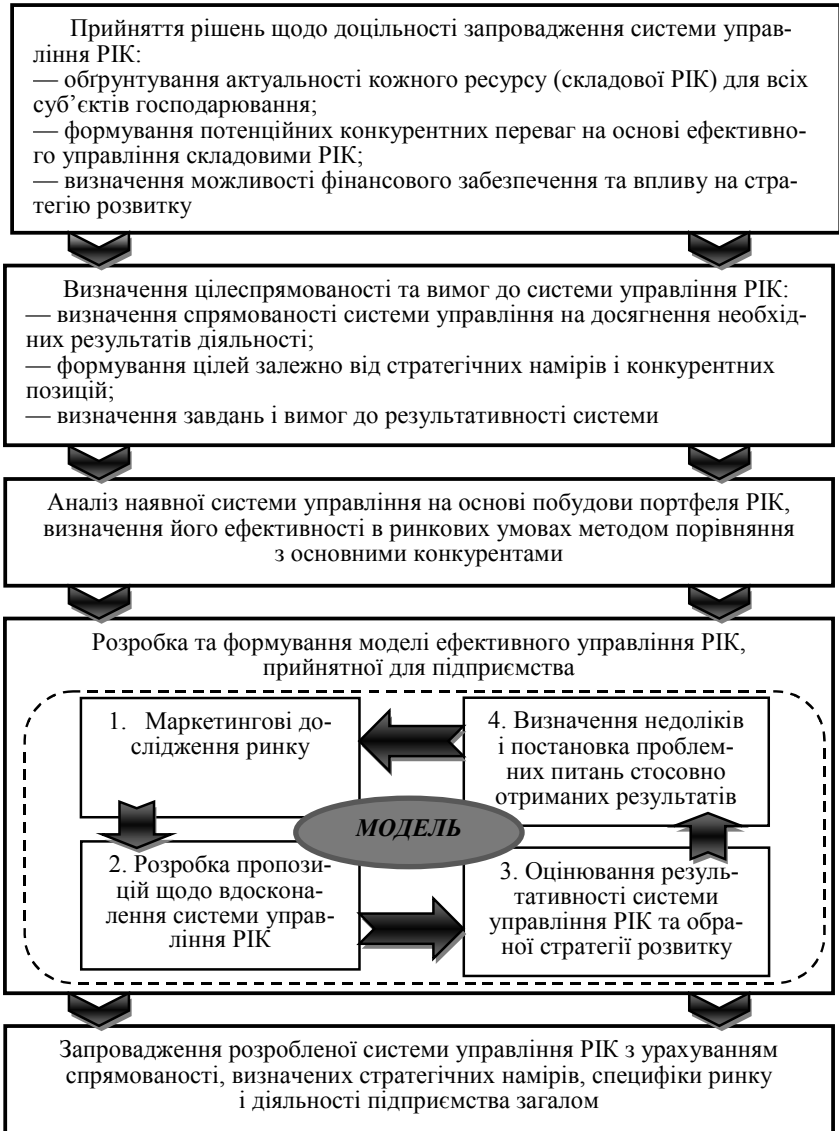 Прийняття рішень щодо доцільності запровадження системи управ-
ління РІК:
— обґрунтування актуальності кожного ресурсу (складової РІК) для всіх
суб’єктів господарювання;
— формування потенційних конкурентних переваг на основі ефективно-
го управління складовими РІК;
— визначення можливості фінансового забезпечення та впливу на стра-
тегію розвитку
Визначення цілеспрямованості та вимог до системи управління РІК:
— визначення спрямованості системи управління на досягнення необхід-
них результатів діяльності;
— формування цілей залежно від стратегічних намірів і конкурентних
позицій;
— визначення завдань і вимог до результативності системи
Аналіз наявної системи управління на основі побудови портфеля РІК,
визначення його ефективності в ринкових умовах методом порівняння
з основними конкурентами
Розробка та формування моделі ефективного управління РІК,
прийнятної для підприємства
1. Маркетингові до-
слідження ринку
2. Розробка пропози-
цій щодо вдоскона-
лення системи управ-
ління РІК
МОДЕЛЬ
3. Оцінювання резуль-
тативності системи
управління РІК та обра-
ної стратегії розвитку
4. Визначення недоліків
і постановка проблем-
них питань стосовно
отриманих результатів
Запровадження розробленої системи управління РІК з урахуванням
спрямованості, визначених стратегічних намірів, специфіки ринку
і діяльності підприємства загалом